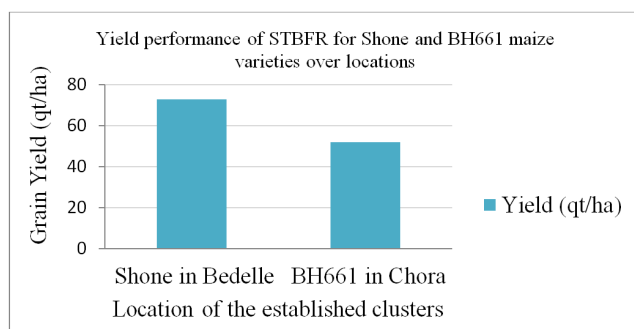 Yield performance of STBFR for Shone and BH661 maize
varieties over locations
Grain Yield (qt/ha)
80
60
40
20
0
Shone in Bedelle BH661 in Chora
Location of the established clusters
Yield (qt/ha)